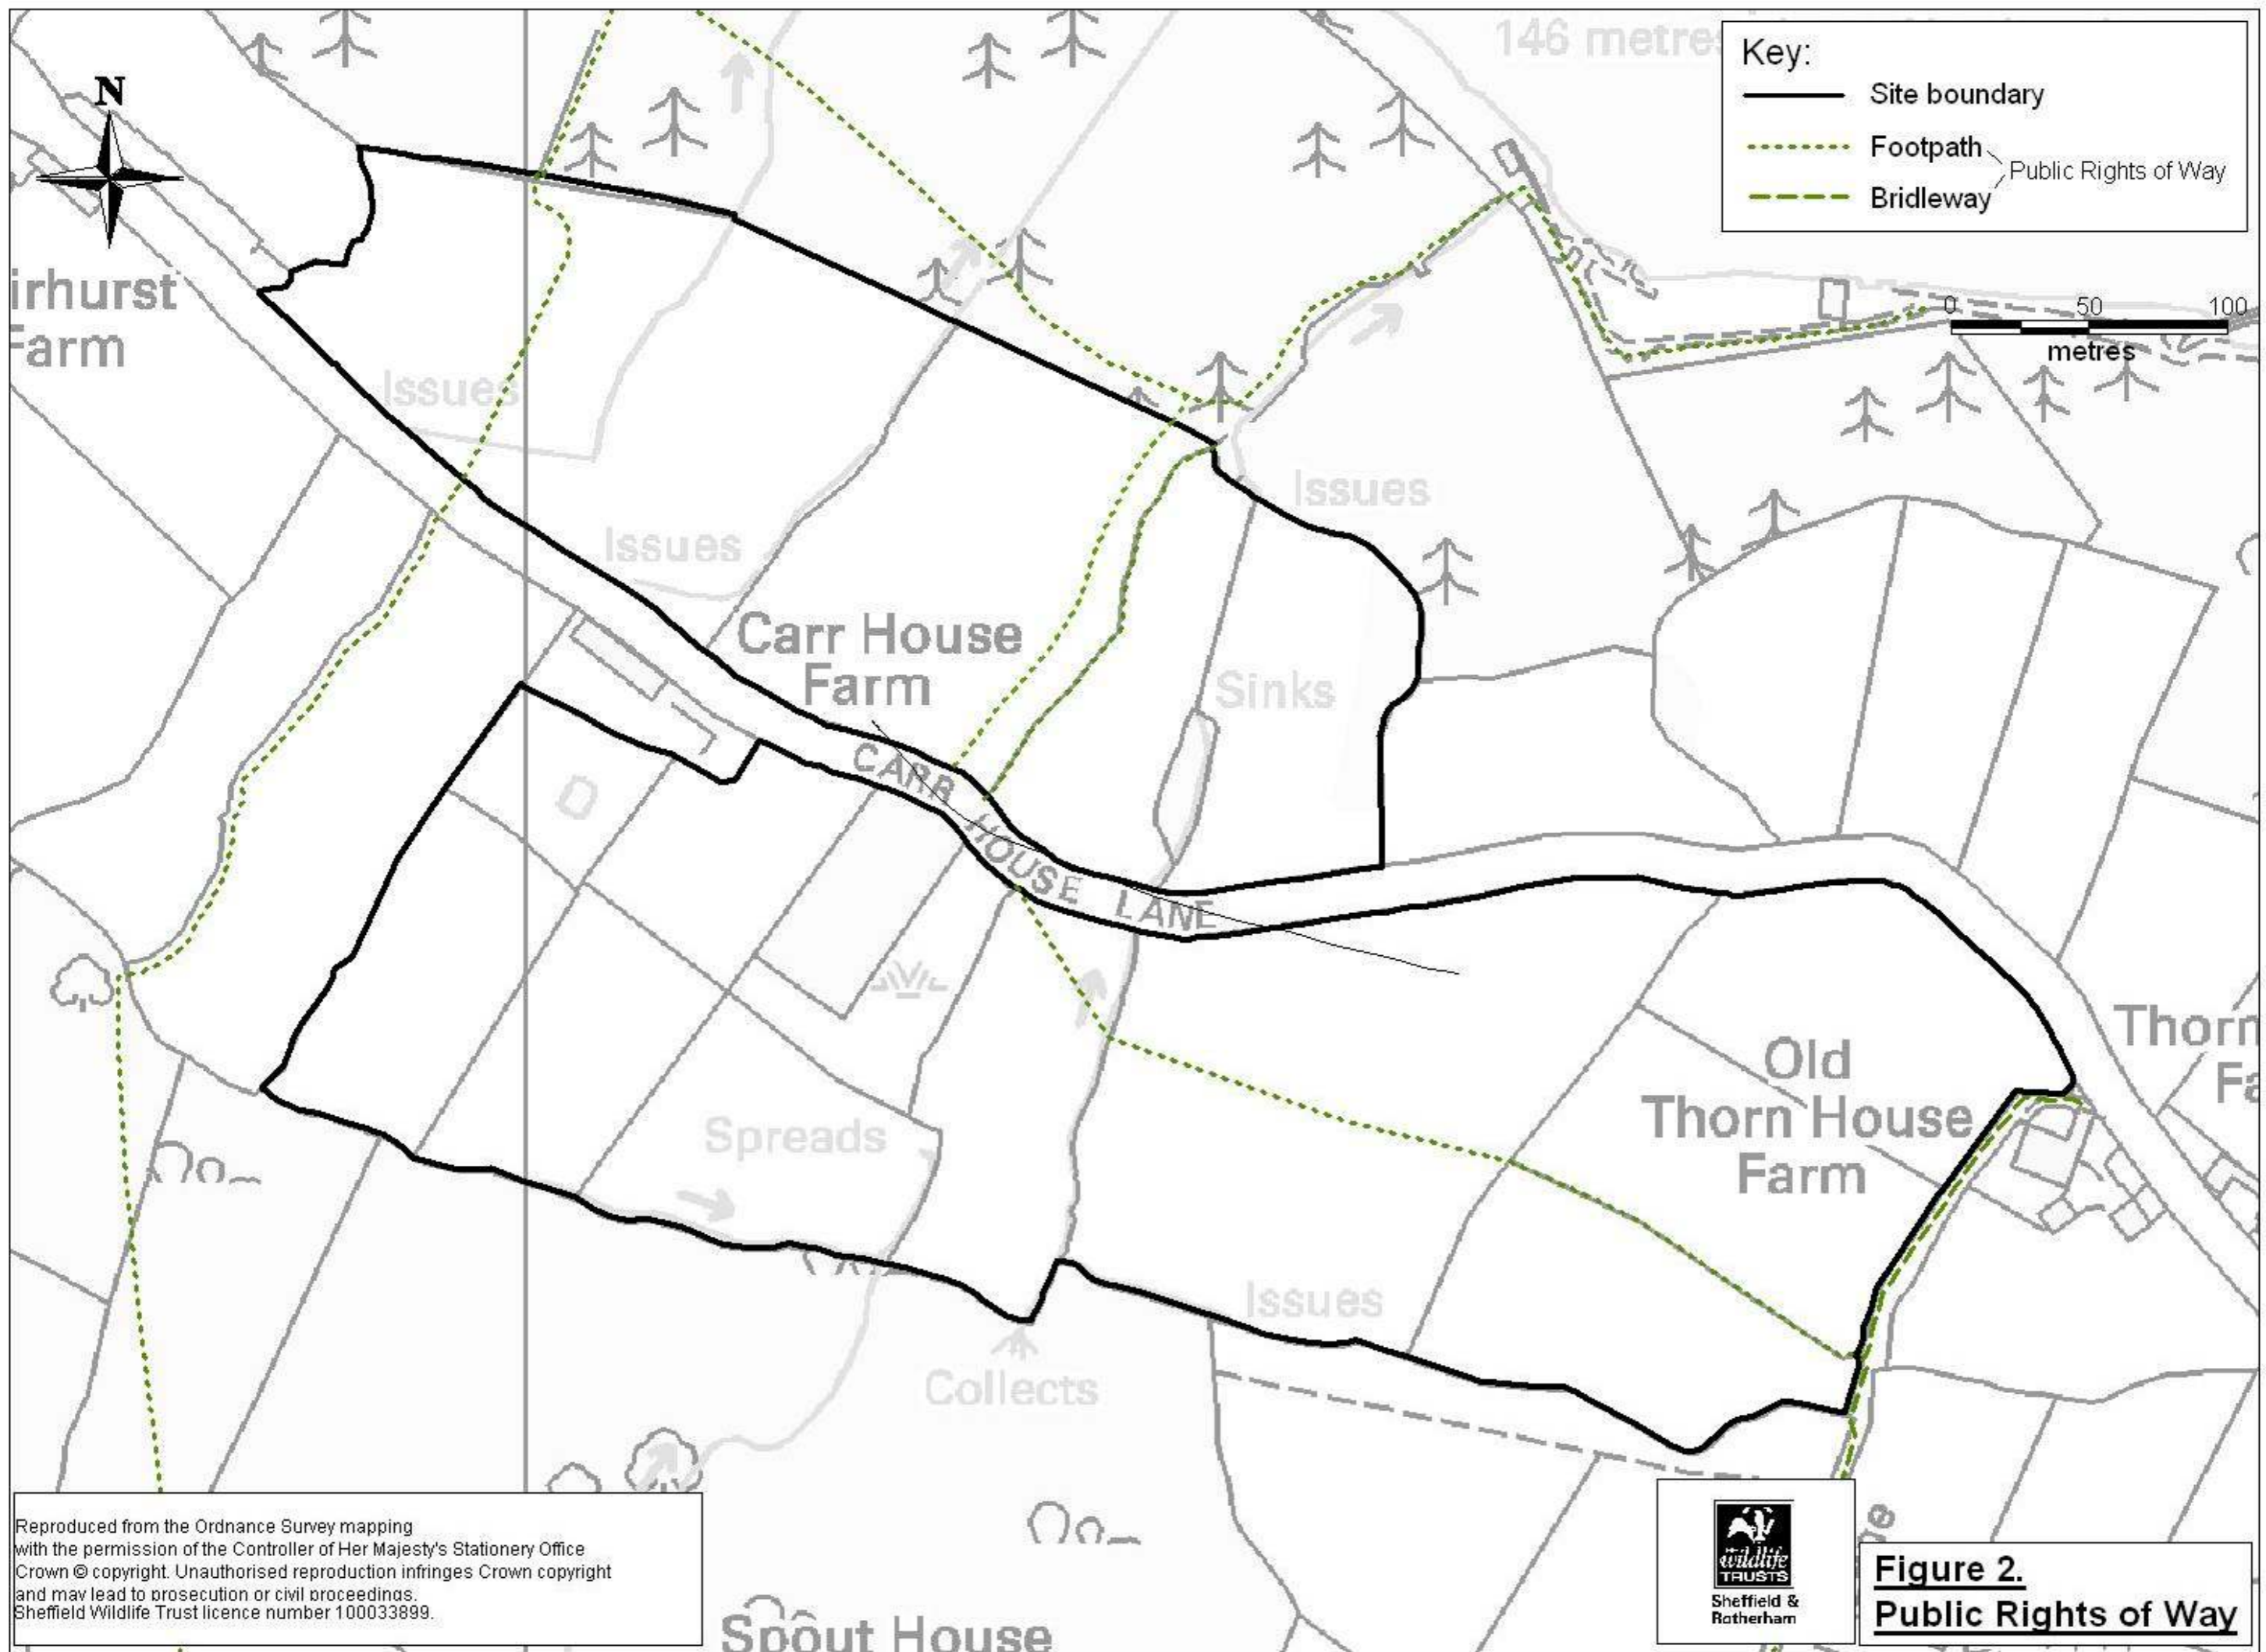 146 metres
Key:
Site boundary
Footpath
Public Rights of Way
Bridleway
N
0 50 100
metres
irhurst
Farm
Issues
Issues
Issues
Carr House
Farm
Sinks
CARR HOUSE LANE
Old
Thorn House
Farm
Thorn
Fa
Spreads
Issues
Collects
Reproduced from the Ordnance Survey mapping
with the permission of the Controller of Her Majesty's Stationery Office
Crown © copyright. Unauthorised reproduction infringes Crown copyright
and may lead to prosecution or civil proceedings.
Sheffield Wildlife Trust licence number 100033899.
Spout House
wildlife
TRUSTS
Sheffield &
Rotherham
ne
Figure 2.
Public Rights of Way